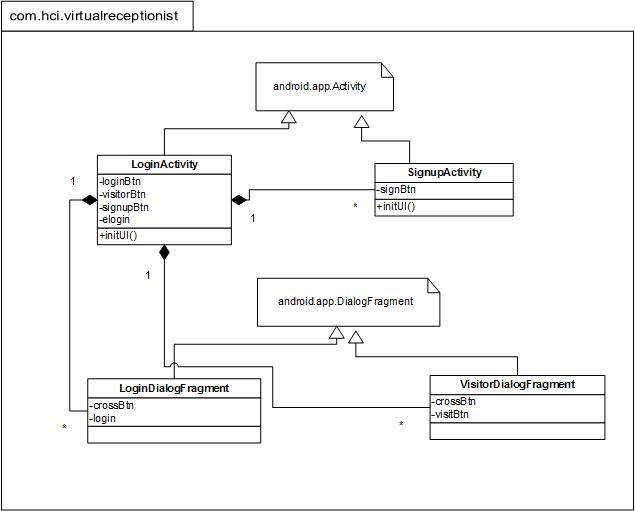 com.hci.virtualreceptionist
android.app.Activity
LoginActivity
-loginBtn
-visitorBtn
-signupBtn
-elogin
+initUI()
SignupActivity
-signBtn
+initUI()
1
1
*
1
android.app.DialogFragment
LoginDialogFragment
-crossBtn
-login
*
VisitorDialogFragment
-crossBtn
-visitBtn
*